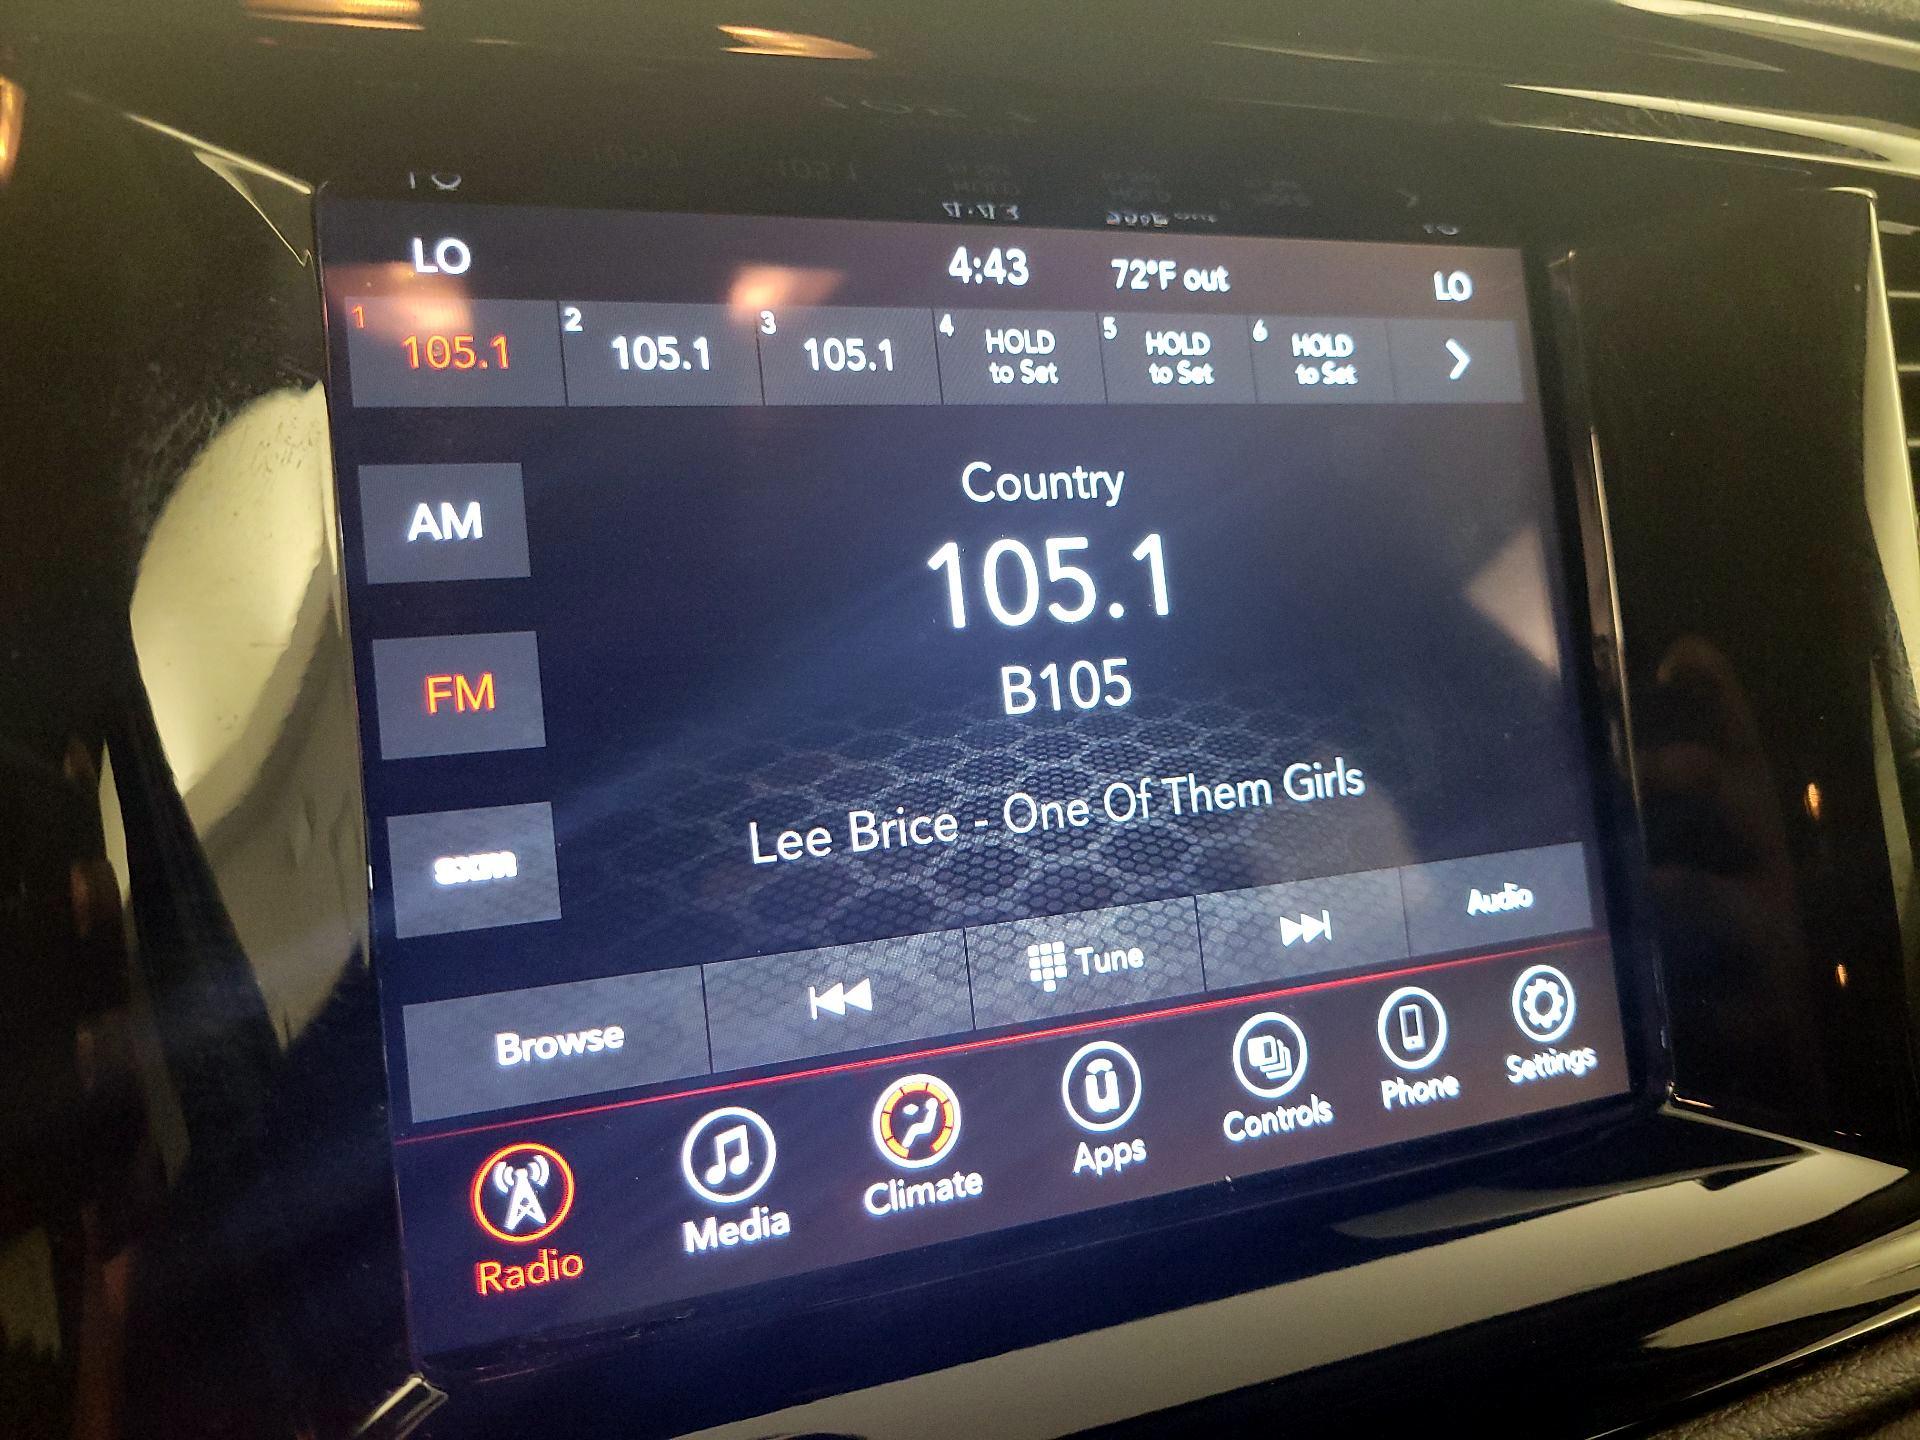 LO 4:43 72°F out LO
1 105.1 2 105.1 3 105.1 4 HOLD to Set 5 HOLD to Set 6 HOLD to Set
Country
AM
105.1
FM
B105
Lee Brice - One Of Them Girls
sxm
Browse Tune Audio
Radio Media Climate Apps Controls Phone Settings